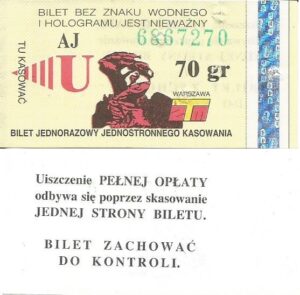 BILET BEZ ZNAKU WODNEGO
I HOLOGRAMU JEST NIEWAŻNY
TU KASOWAĆ
AJ
6867270
U
70 gr
WARSZAWA
ZTM
BILET JEDNORAZOWY JEDNOSTRONNEGO KASOWANIA
Uiszczenie PEŁNEJ OPŁATY
odbywa się poprzez skasowanie
JEDNEJ STRONY BILETU.
BILET ZACHOWAĆ
DO KONTROLI.